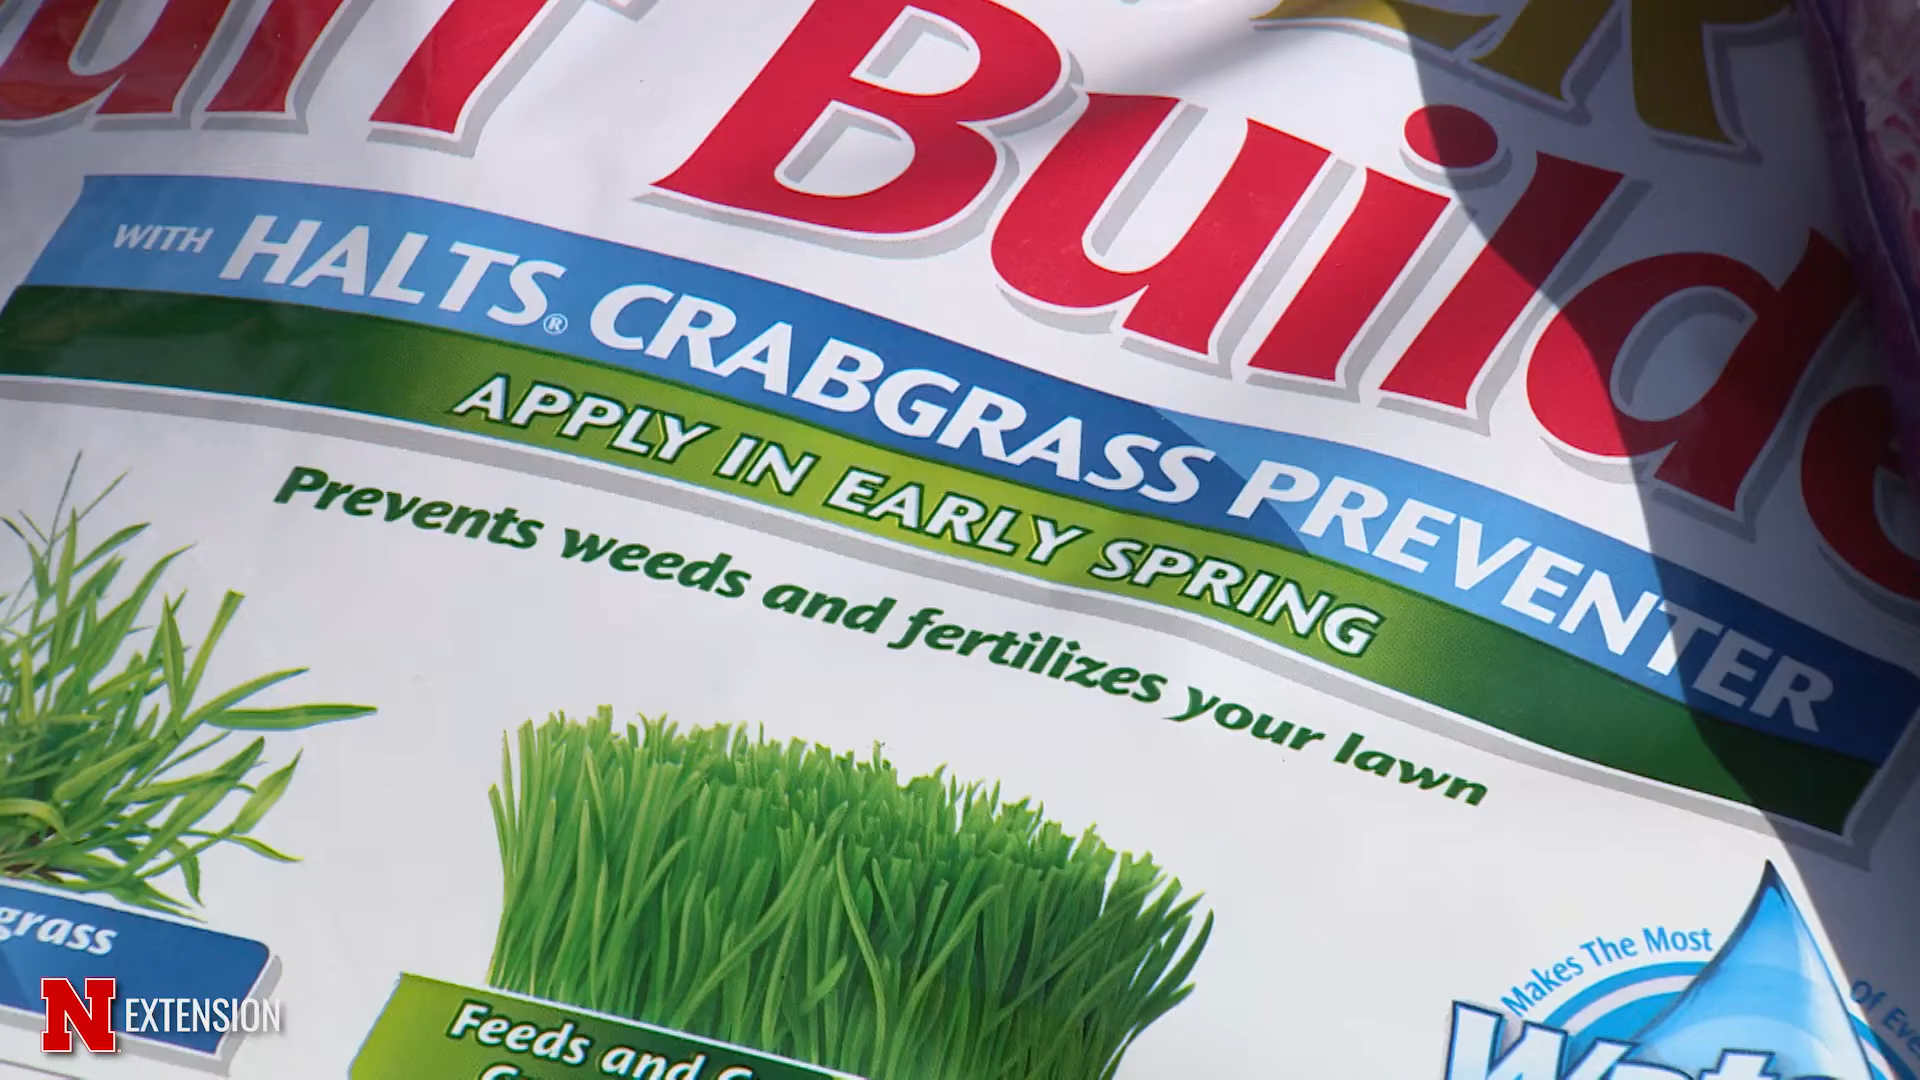 Build
WITH HALTS® CRABGRASS PREVENTER
APPLY IN EARLY SPRING
Prevents weeds and fertilizes your lawn
grass
Makes The Most
Of
Feeds and
N EXTENSION